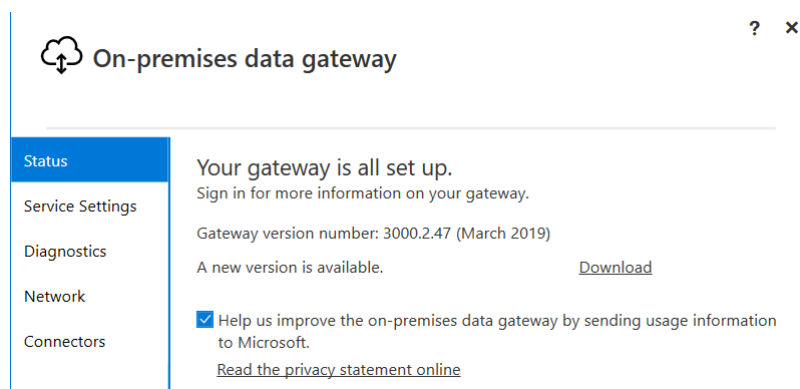 ? ×
On-premises data gateway
Status
Service Settings
Diagnostics
Network
Connectors
Your gateway is all set up.
Sign in for more information on your gateway.
Gateway version number: 3000.2.47 (March 2019)
A new version is available. Download
Help us improve the on-premises data gateway by sending usage information
to Microsoft.
Read the privacy statement online